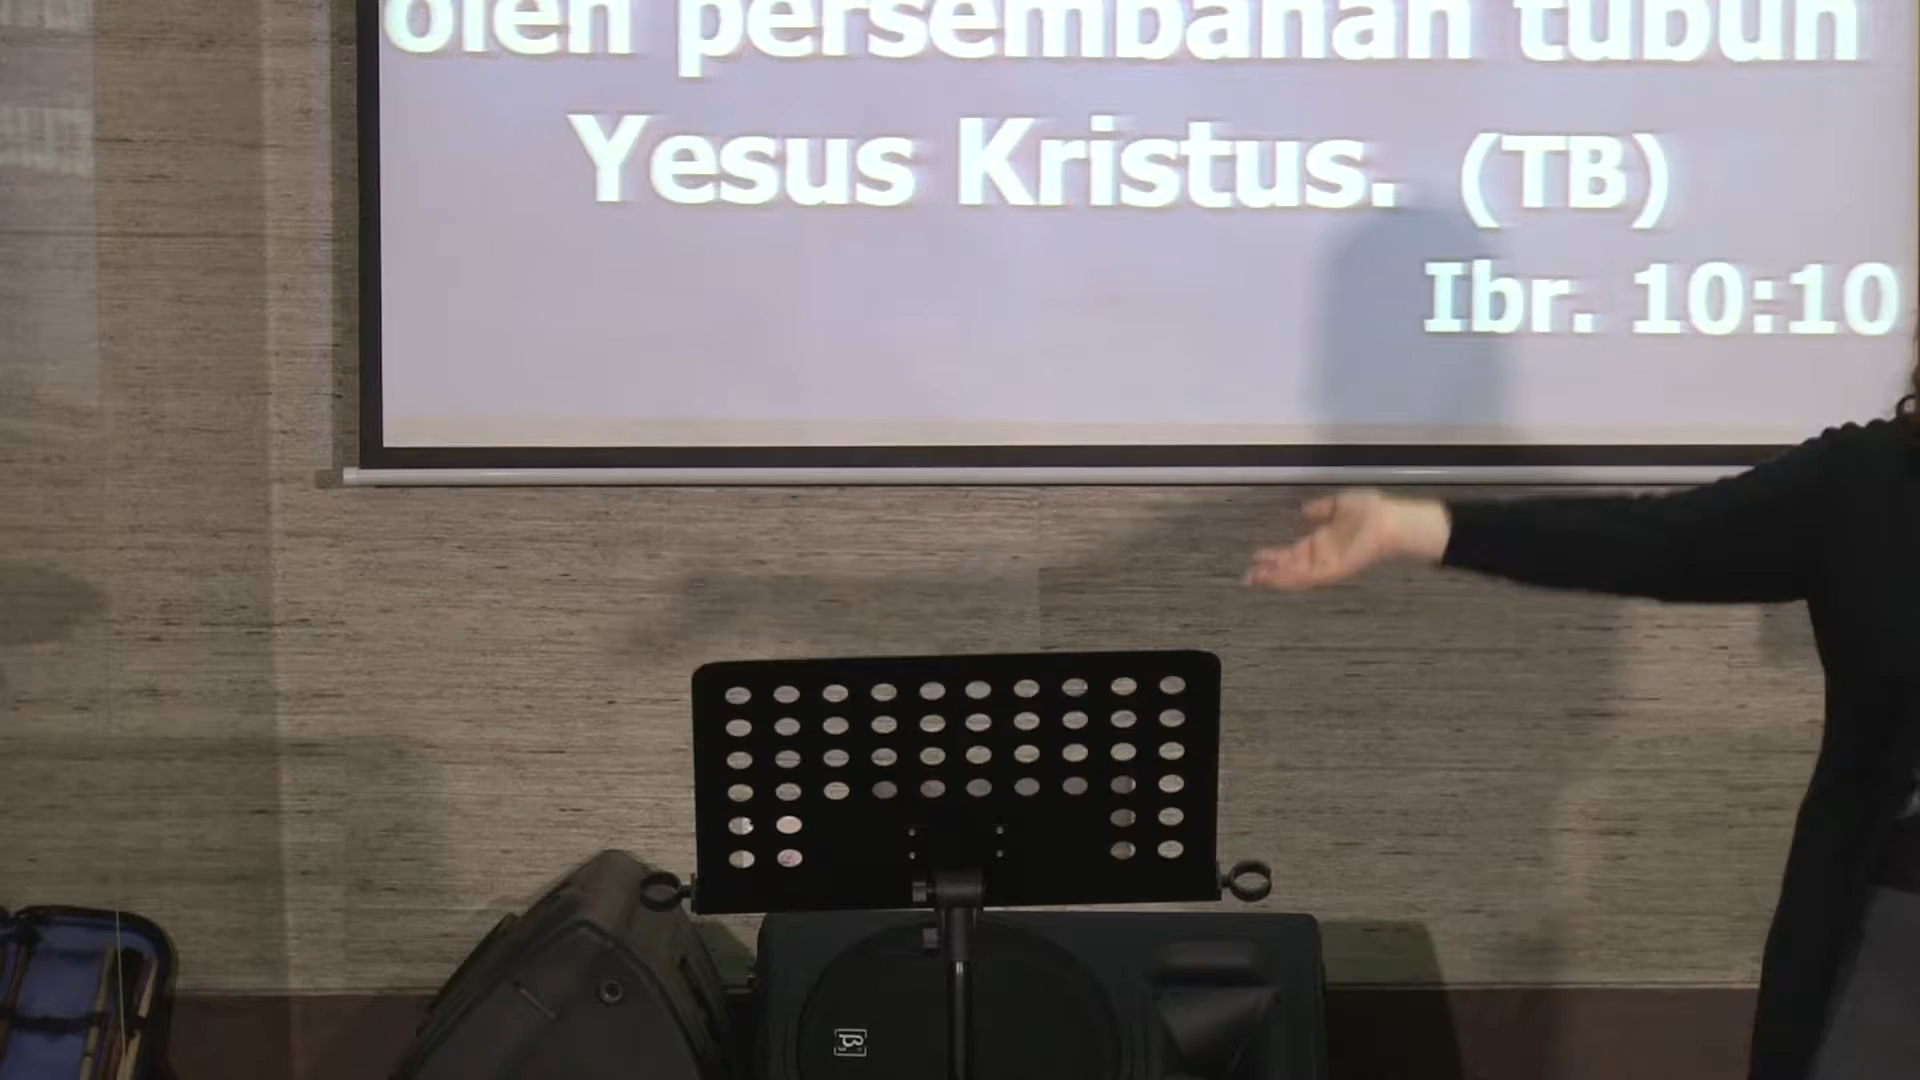 oleh persembahan tubuh
Yesus Kristus. (TB)
Ibr. 10:10